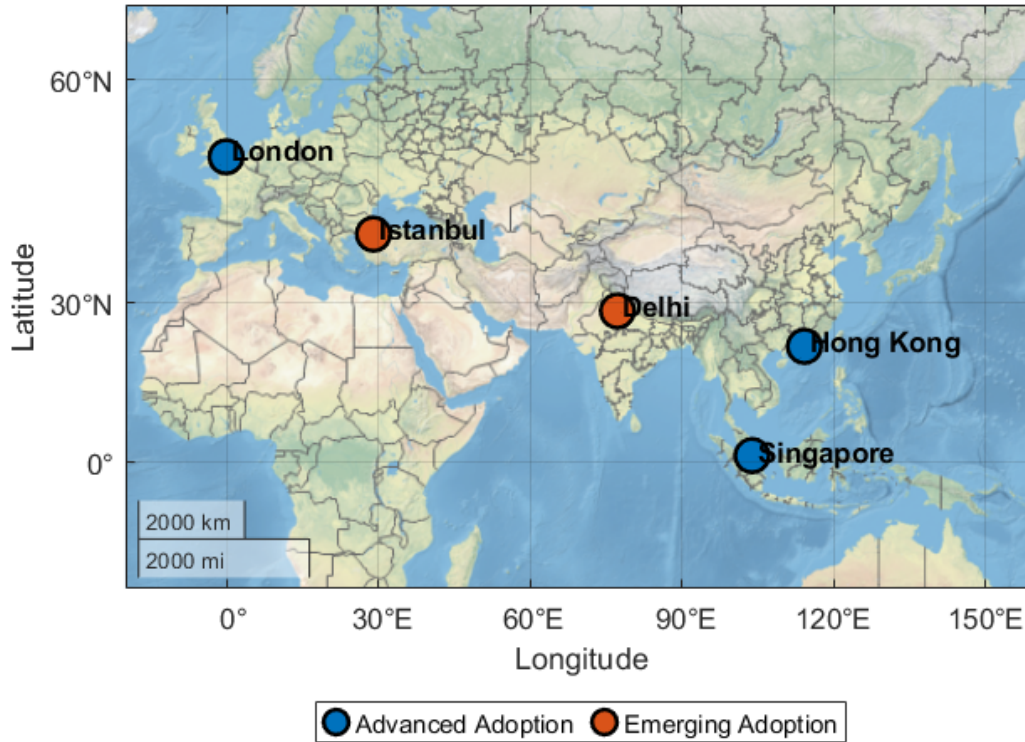 60°N
London
Istanbul
Latitude
30°N
Delhi
Hong Kong
0°
Singapore
2000 km
2000 mi
0° 30°E 60°E 90°E 120°E 150°E
Longitude
Advanced Adoption Emerging Adoption